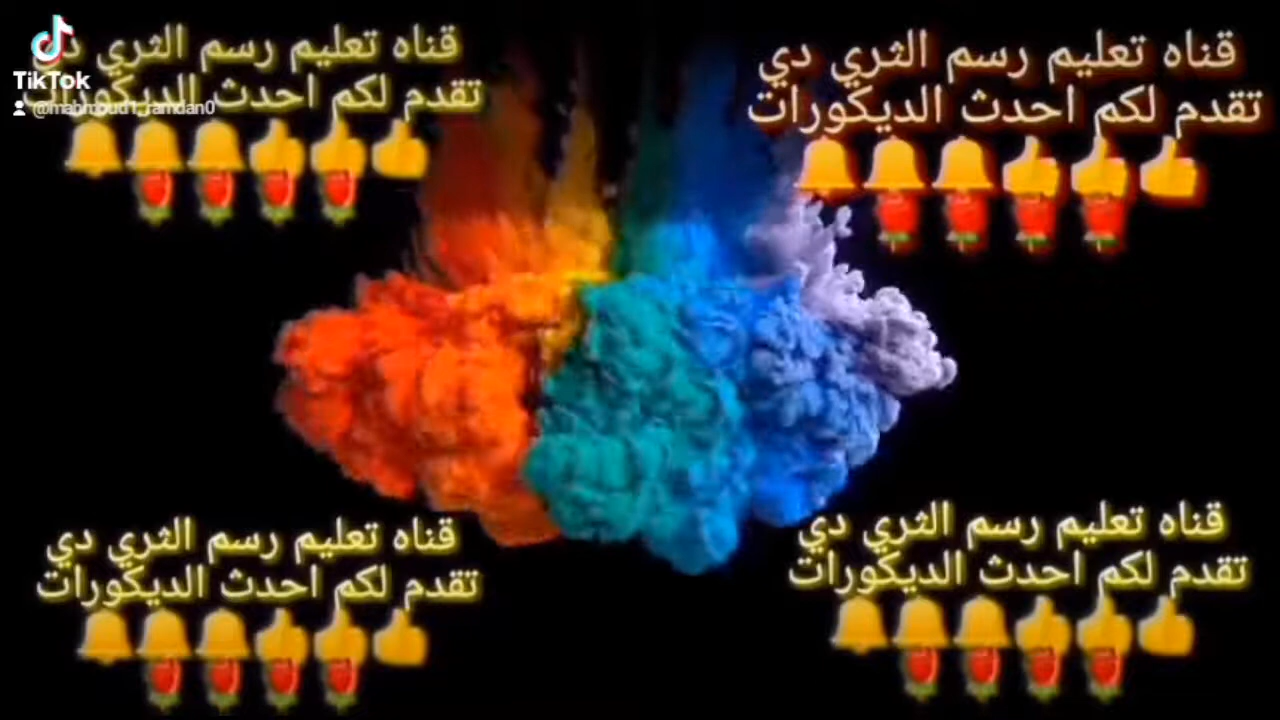 TikTok
@mahmoud1_ramdan0
قناه تعليم رسم الثري دي
تقدم لكم احدث الديكورات
قناه تعليم رسم الثري دي
تقدم لكم احدث الديكورات
قناه تعليم رسم الثري دي
تقدم لكم احدث الديكورات
قناه تعليم رسم الثري دي
تقدم لكم احدث الديكورات